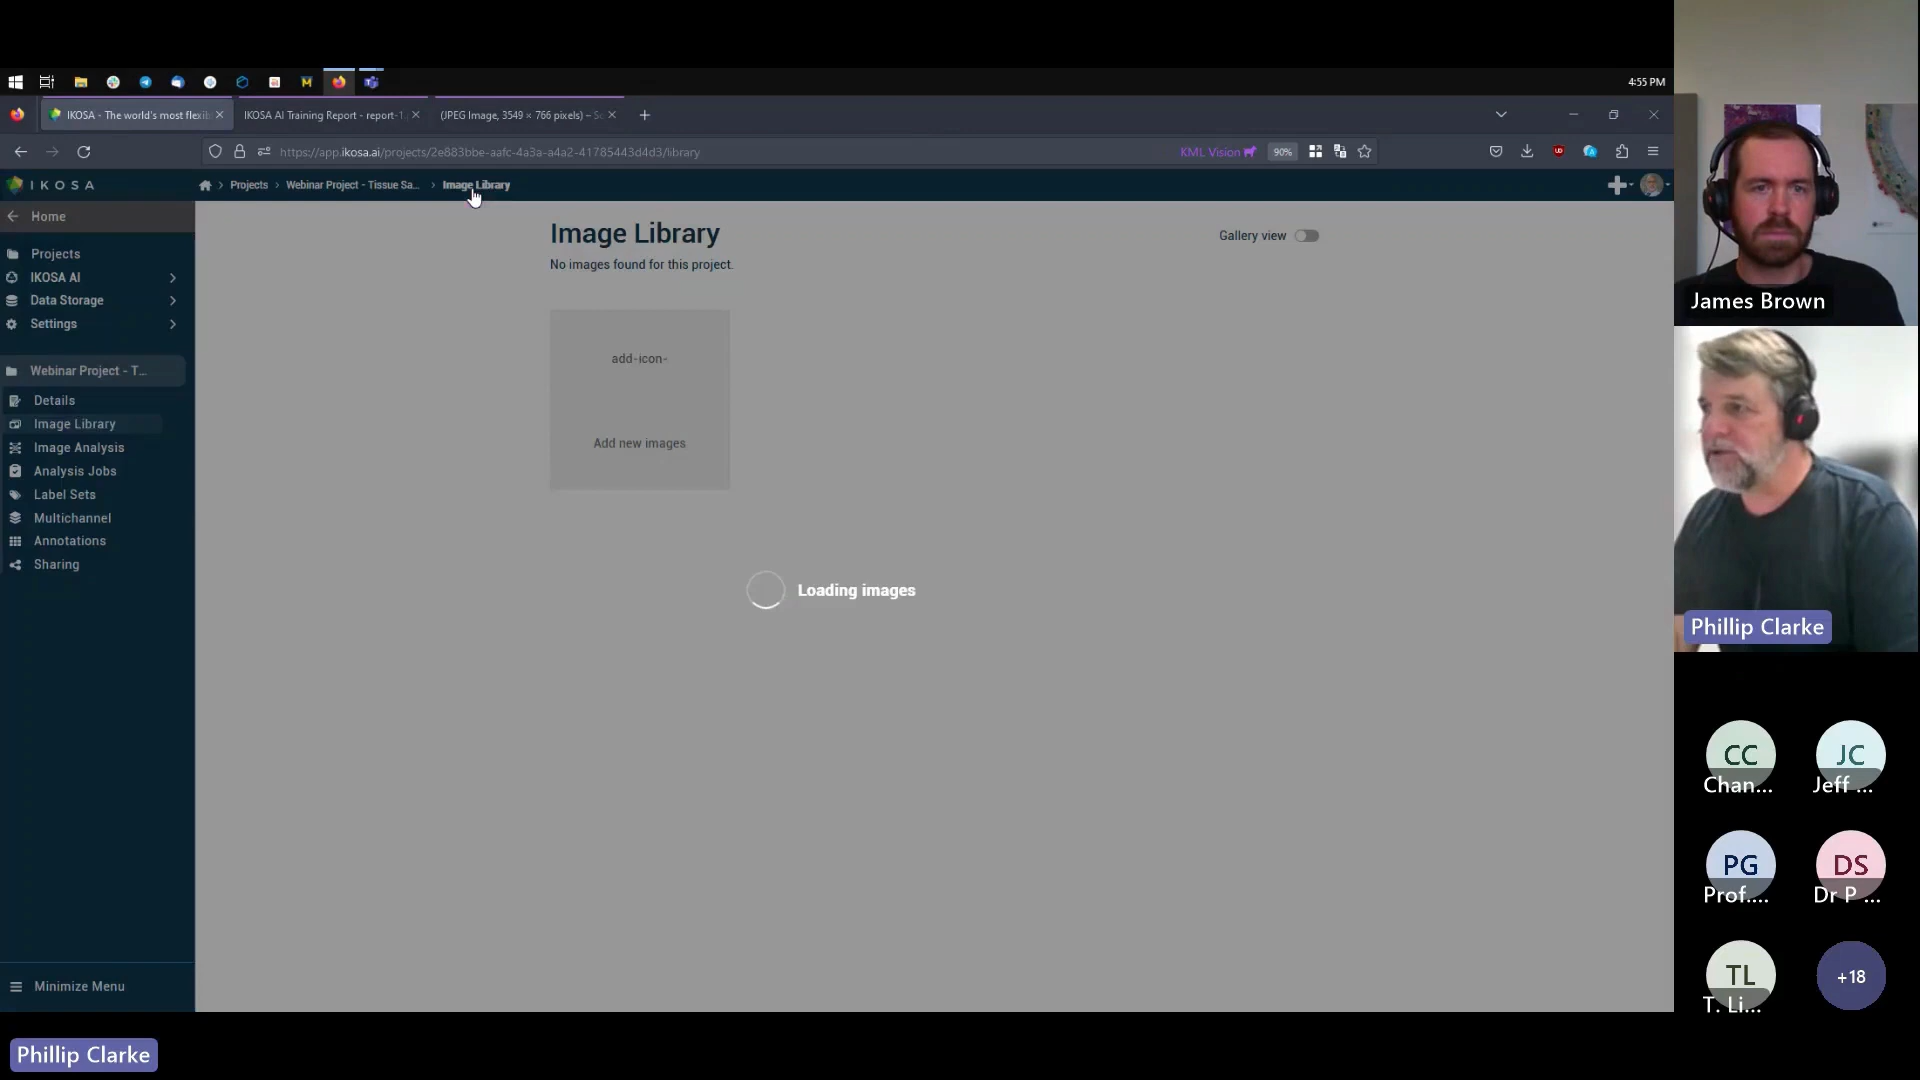 4:55 PM
IKOSA - The world's most flexib
IKOSA AI Training Report - report-1
(JPEG Image, 3549 × 766 pixels) – Sc
https://app.ikosa.ai/projects/2e883bbe-aafc-4a3a-a4a2-41785443d4d3/library
KML Vision
90%
IKOSA
Projects
Webinar Project - Tissue Sa...
Image Library
Home
Projects
IKOSA AI
Data Storage
Settings
Webinar Project - T...
Details
Image Library
Image Analysis
Analysis Jobs
Label Sets
Multichannel
Annotations
Sharing
Minimize Menu
Image Library
No images found for this project.
Gallery view
add-icon-
Add new images
Loading images
James Brown
Phillip Clarke
CC
Chan...
JC
Jeff ...
PG
Prof....
DS
Dr P ...
TL
T. Li...
+18
Phillip Clarke